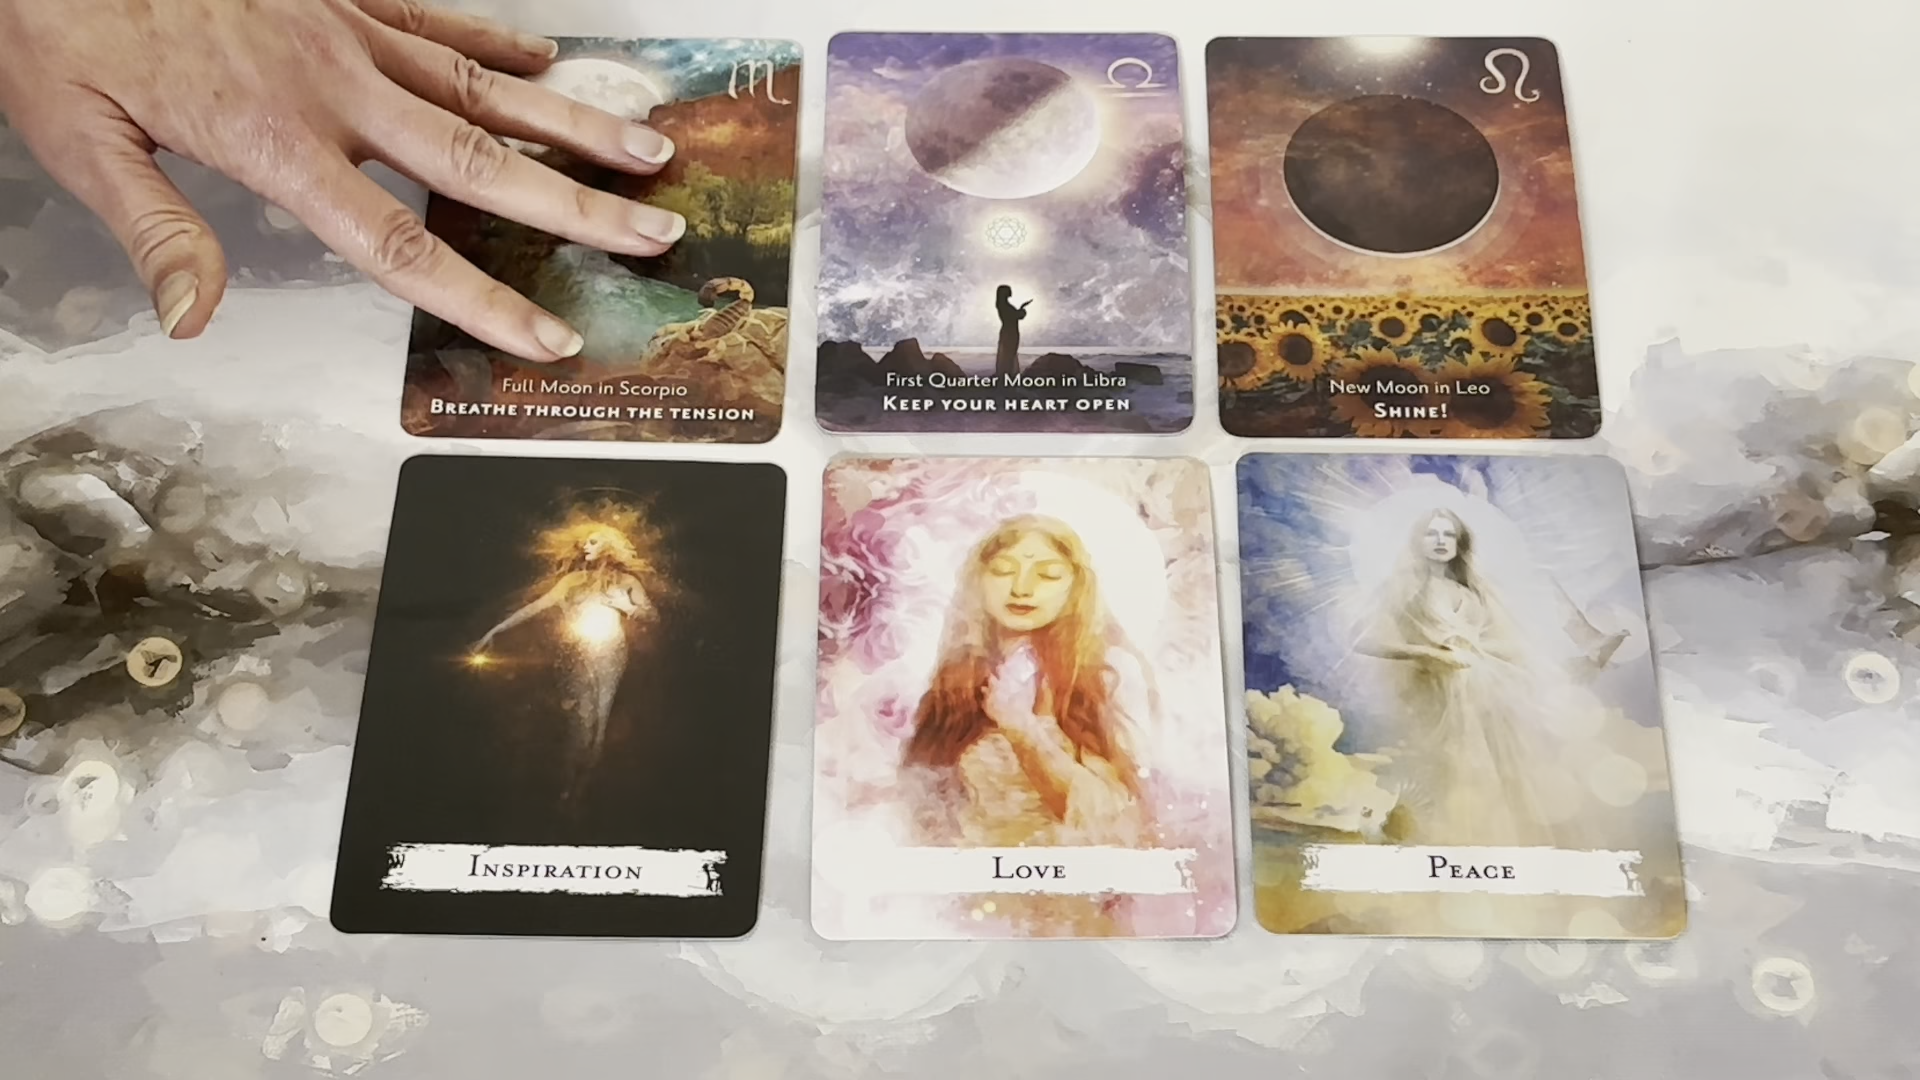 Full Moon in Scorpio
BREATHE THROUGH THE TENSION
First Quarter Moon in Libra
KEEP YOUR HEART OPEN
New Moon in Leo
SHINE!
INSPIRATION
LOVE
PEACE